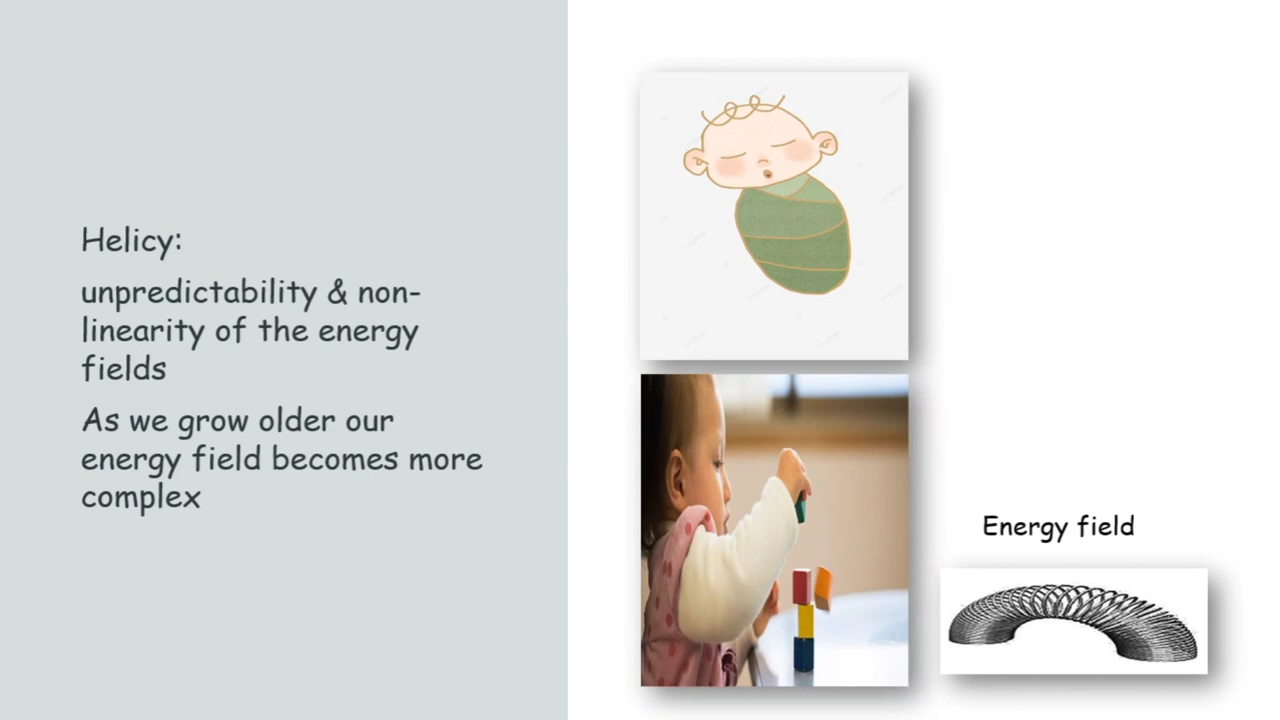 Helicy:
unpredictability & non-
linearity of the energy
fields
As we grow older our
energy field becomes more
complex
Energy field